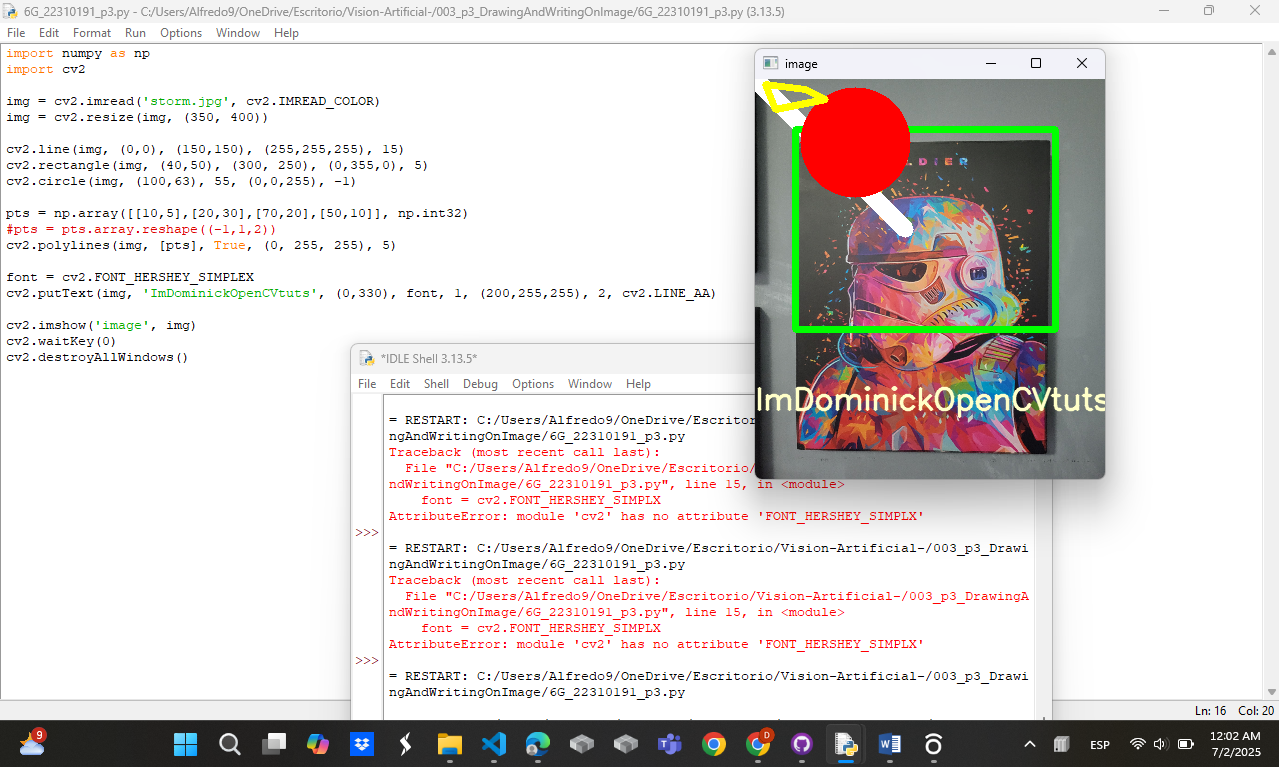 6G_22310191_p3.py - C:/Users/Alfredo9/OneDrive/Escritorio/Vision-Artificial-/003_p3_DrawingAndWritingOnImage/6G_22310191_p3.py (3.13.5)
File Edit Format Run Options Window Help
import numpy as np
import cv2
img = cv2.imread('storm.jpg', cv2.IMREAD_COLOR)
img = cv2.resize(img, (350, 400))
cv2.line(img, (0,0), (150,150), (255,255,255), 15)
cv2.rectangle(img, (40,50), (300, 250), (0,355,0), 5)
cv2.circle(img, (100,63), 55, (0,0,255), -1)
pts = np.array([[10,5],[20,30],[70,20],[50,10]], np.int32)
#pts = pts.array.reshape((-1,1,2))
cv2.polylines(img, [pts], True, (0, 255, 255), 5)
font = cv2.FONT_HERSHEY_SIMPLEX
cv2.putText(img, 'ImDominickOpenCVtuts', (0,330), font, 1, (200,255,255), 2, cv2.LINE_AA)
cv2.imshow('image', img)
cv2.waitKey(0)
cv2.destroyAllWindows()
image
DIER
ImDominickOpenCVtuts
*IDLE Shell 3.13.5*
File Edit Shell Debug Options Window Help
= RESTART: C:/Users/Alfredo9/OneDrive/Escritor
ngAndWritingOnImage/6G_22310191_p3.py
Traceback (most recent call last):
File "C:/Users/Alfredo9/OneDrive/Escritorio/
ndWritingOnImage/6G_22310191_p3.py", line 15, in <module>
font = cv2.FONT_HERSHEY_SIMPLX
AttributeError: module 'cv2' has no attribute 'FONT_HERSHEY_SIMPLX'
>>>
= RESTART: C:/Users/Alfredo9/OneDrive/Escritorio/Vision-Artificial-/003_p3_Drawi
ngAndWritingOnImage/6G_22310191_p3.py
Traceback (most recent call last):
File "C:/Users/Alfredo9/OneDrive/Escritorio/Vision-Artificial-/003_p3_DrawingA
ndWritingOnImage/6G_22310191_p3.py", line 15, in <module>
font = cv2.FONT_HERSHEY_SIMPLX
AttributeError: module 'cv2' has no attribute 'FONT_HERSHEY_SIMPLX'
>>>
= RESTART: C:/Users/Alfredo9/OneDrive/Escritorio/Vision-Artificial-/003_p3_Drawi
ngAndWritingOnImage/6G_22310191_p3.py
Ln: 16 Col: 20
9
D
ESP
12:02 AM
7/2/2025